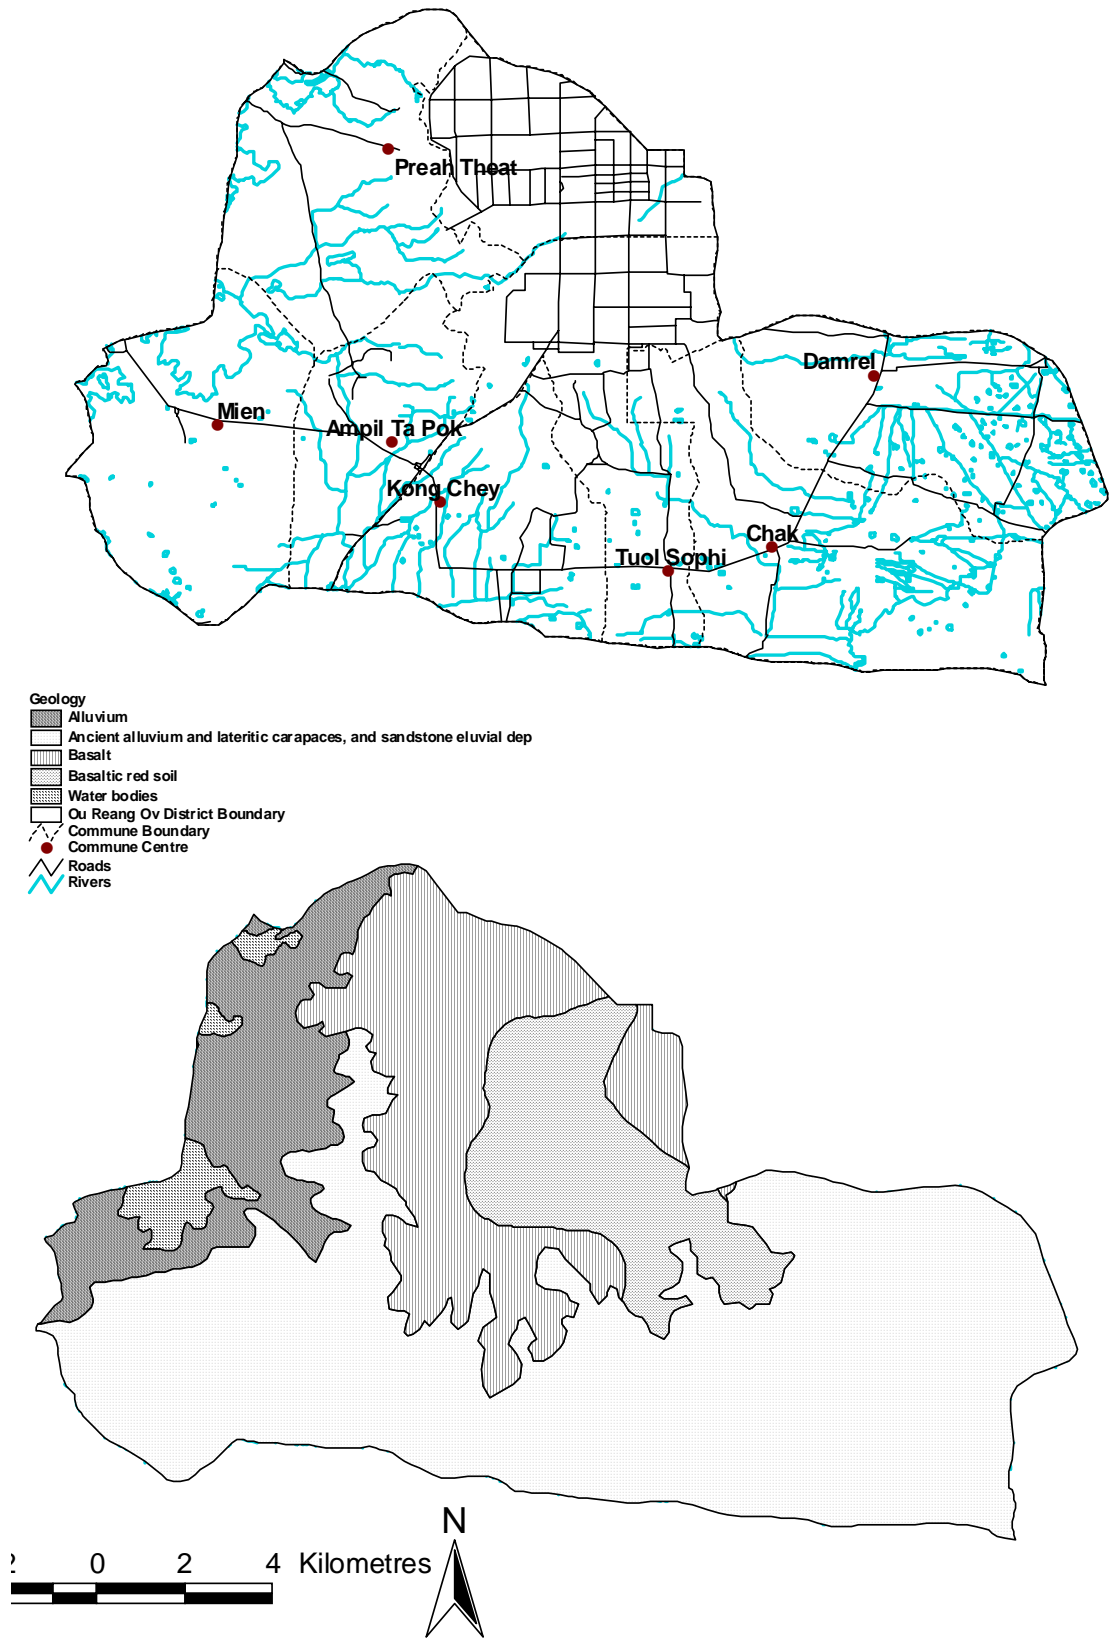 Preah Theat
Damrel
Mien
Ampil Ta Pok
Kong Chey
Chak
Tuol Sophi
Geology
Alluvium
Ancient alluvium and lateritic carapaces, and sandstone eluvial dep
Basalt
Basaltic red soil
Water bodies
Ou Reang Ov District Boundary
Commune Boundary
Commune Centre
Roads
Rivers
N
2 0 2 4 Kilometres